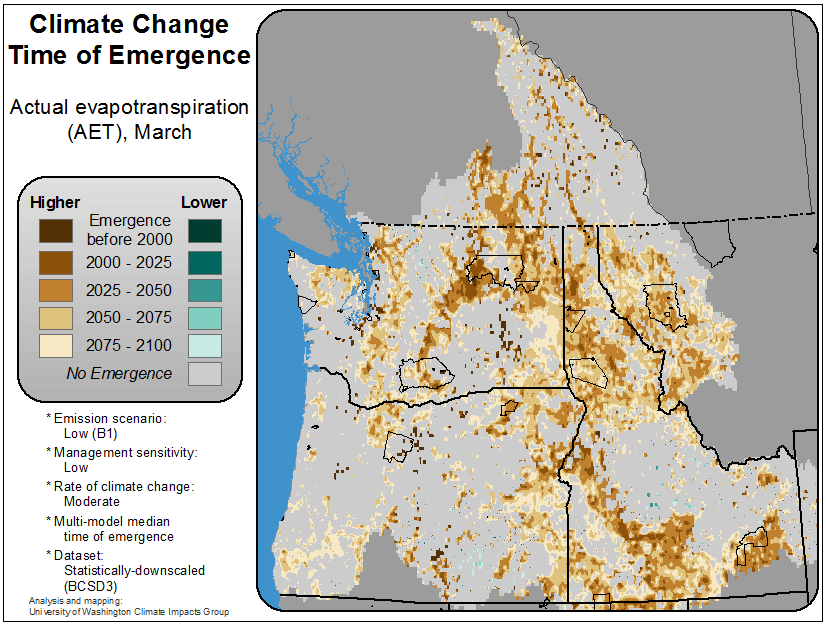 Climate Change
Time of Emergence
Actual evapotranspiration
(AET), March
Higher Lower
Emergence
before 2000
2000 - 2025
2025 - 2050
2050 - 2075
2075 - 2100
No Emergence
* Emission scenario:
Low (B1)
* Management sensitivity:
Low
* Rate of climate change:
Moderate
* Multi-model median
time of emergence
* Dataset:
Statistically-downscaled
(BCSD3)
Analysis and mapping:
University of Washington Climate Impacts Group